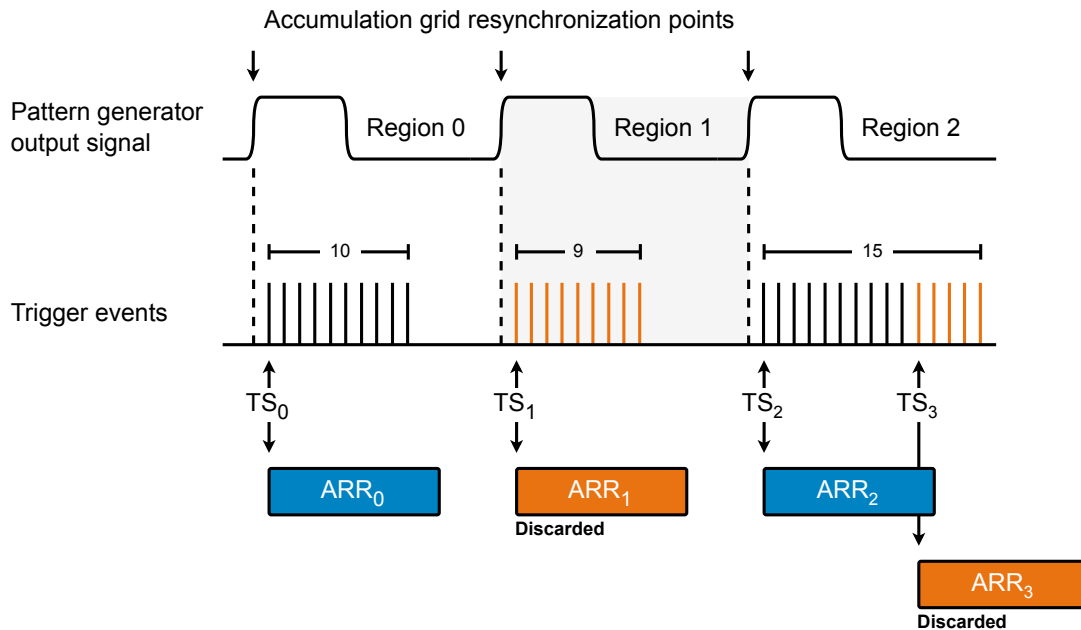 Accumulation grid resynchronization points
Pattern generator
output signal
Region 0
Region 1
Region 2
10
9
15
Trigger events
TS0
TS1
TS2
TS3
ARR0
ARR1
ARR2
Discarded
ARR3
Discarded